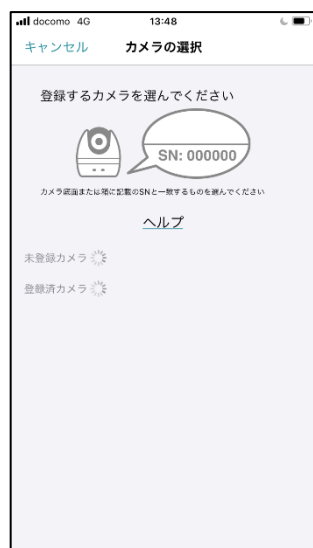 docomo 4G 13:48
キャンセル カメラの選択
登録するカメラを選んでください
SN: 000000
カメラ底面または箱に記載のSNと一致するものを選んでください
ヘルプ
未登録カメラ
登録済カメラ